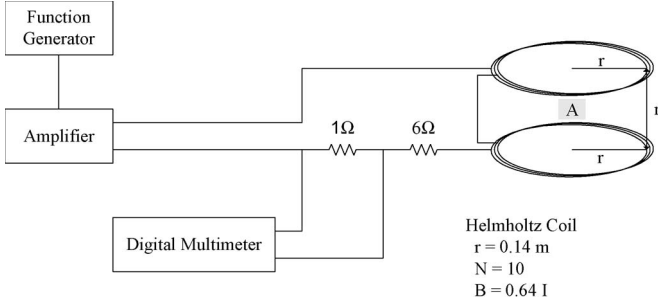 Function
Generator
Amplifier
1Ω
6Ω
r
A
r
r
Digital Multimeter
Helmholtz Coil
r = 0.14 m
N = 10
B = 0.64 I